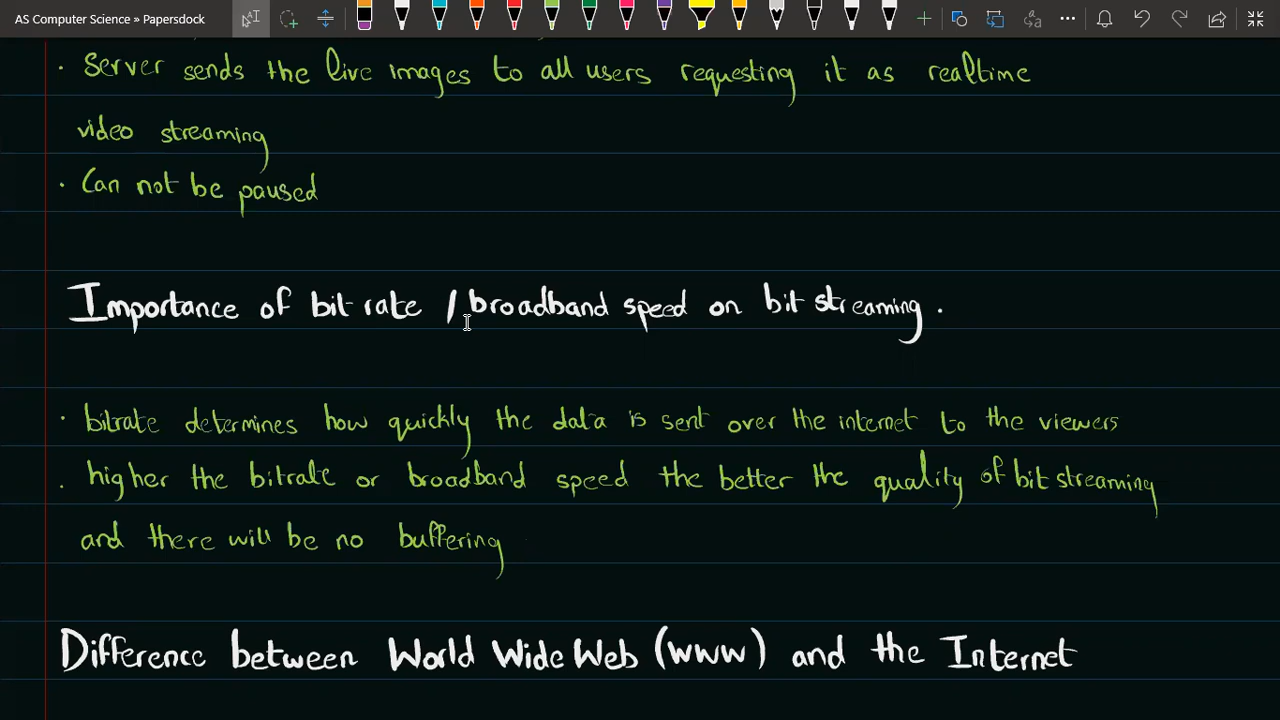 AS Computer Science » Papersdock
· Server sends the live images to all users requesting it as realtime
video streaming
· Can not be paused
Importance of bit rate / broadband speed on bit streaming.
· bitrate determines how quickly the data is sent over the internet to the viewers
. higher the bitrate or broadband speed the better the quality of bit streaming
and there will be no buffering
Difference between World Wide Web (WWW) and the Internet